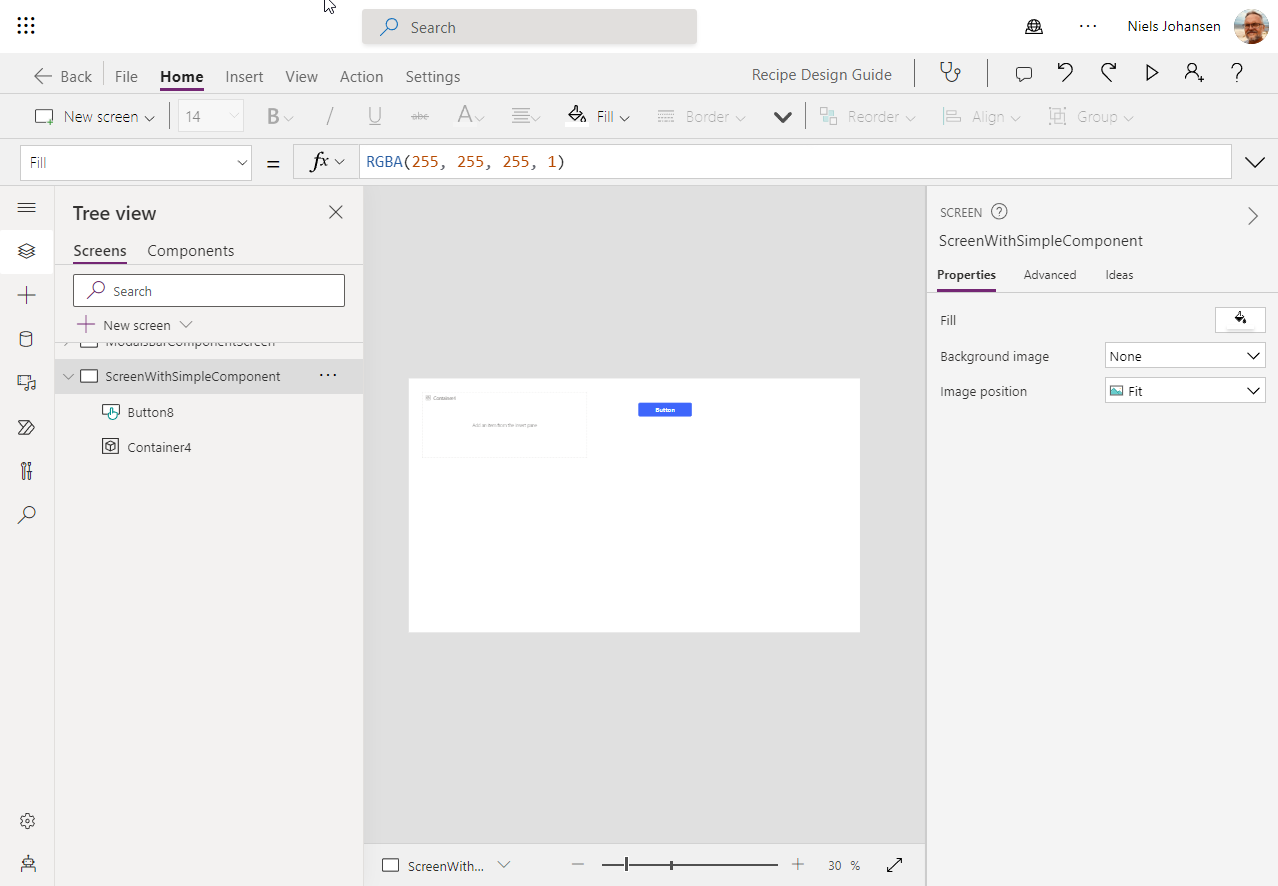 Search
Niels Johansen
Back File Home Insert View Action Settings
Recipe Design Guide
New screen 14 B / U abc A Fill Border Reorder Align Group
Fill = fx RGBA(255, 255, 255, 1)
Tree view
Screens Components
Search
New screen
ModalsbarComponentScreen
ScreenWithSimpleComponent ...
Button8
Container4
Container4
Add an item from the insert pane
Button
SCREEN ?
ScreenWithSimpleComponent
Properties Advanced Ideas
Fill
Background image None
Image position Fit
ScreenWith... 30 %